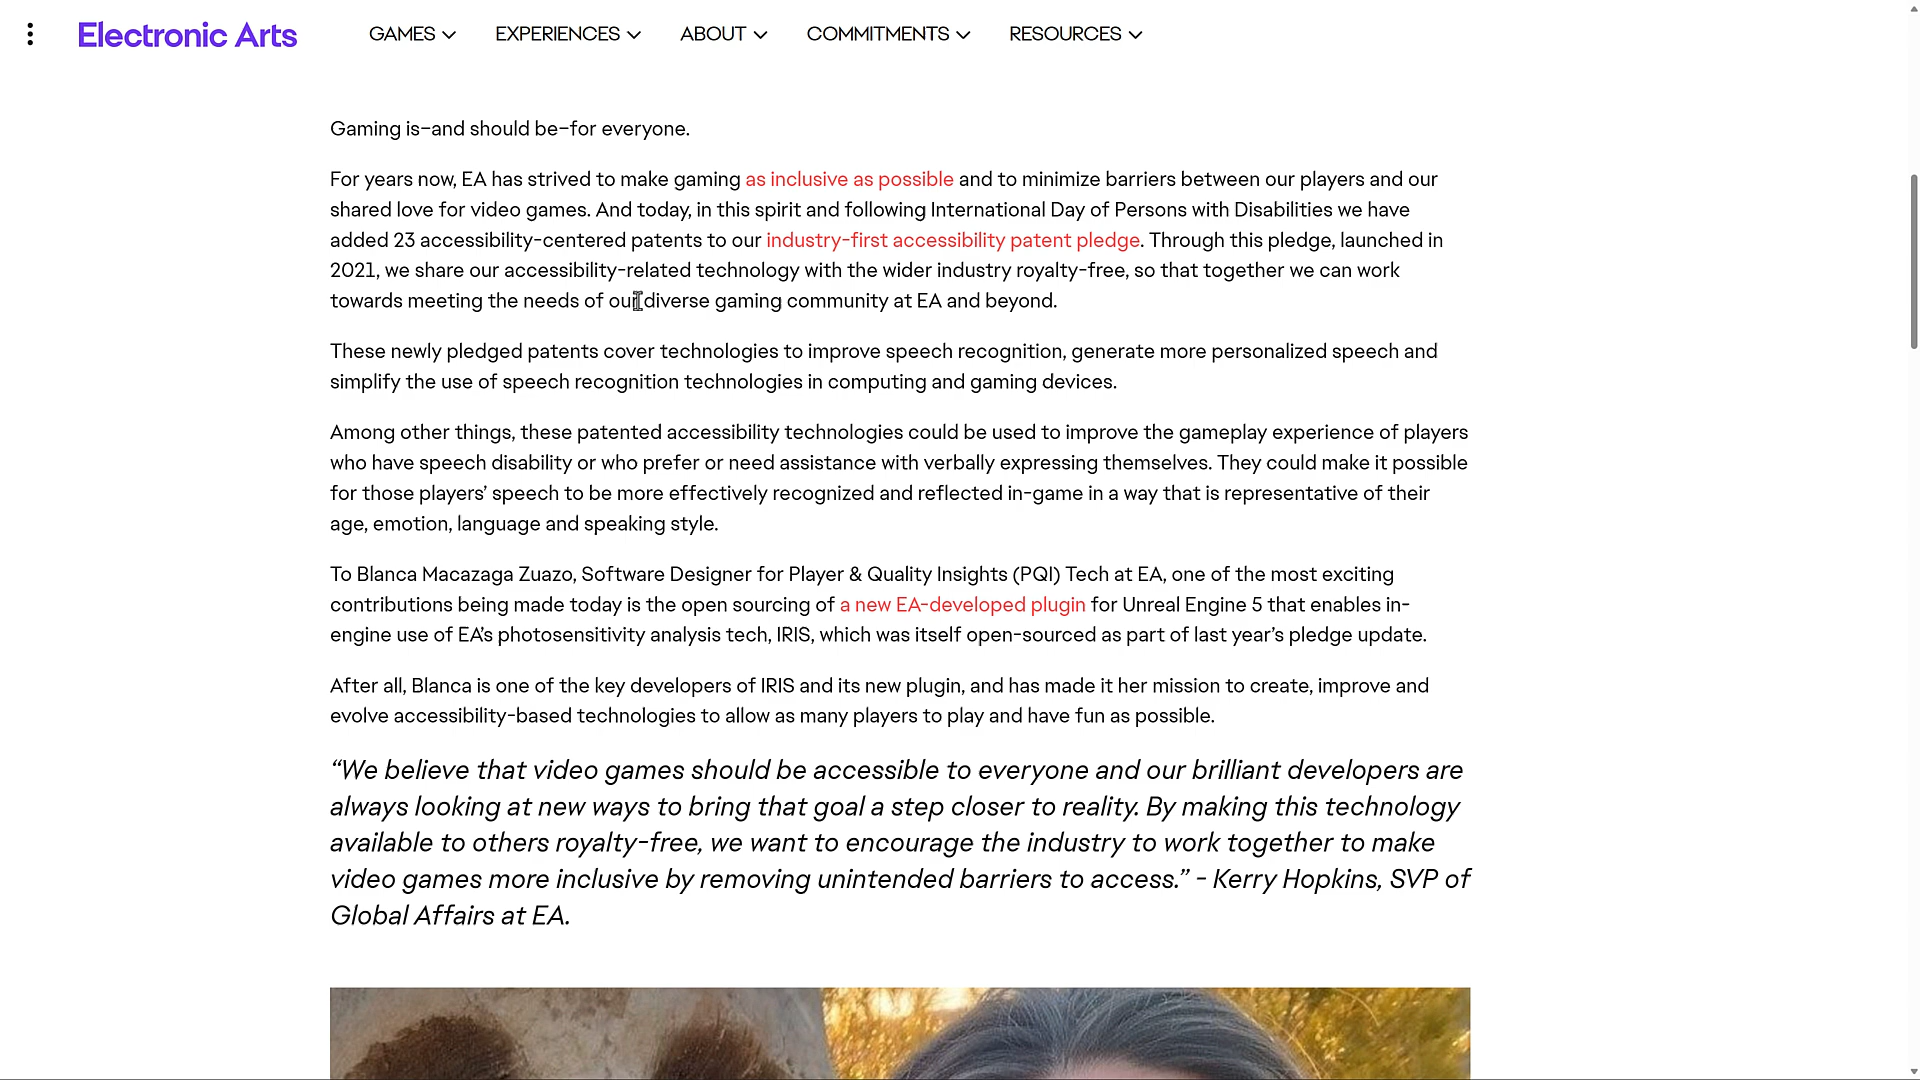 Electronic Arts
GAMES EXPERIENCES ABOUT COMMITMENTS RESOURCES
Gaming is–and should be–for everyone.
For years now, EA has strived to make gaming as inclusive as possible and to minimize barriers between our players and our
shared love for video games. And today, in this spirit and following International Day of Persons with Disabilities we have
added 23 accessibility-centered patents to our industry-first accessibility patent pledge. Through this pledge, launched in
2021, we share our accessibility-related technology with the wider industry royalty-free, so that together we can work
towards meeting the needs of our diverse gaming community at EA and beyond.
These newly pledged patents cover technologies to improve speech recognition, generate more personalized speech and
simplify the use of speech recognition technologies in computing and gaming devices.
Among other things, these patented accessibility technologies could be used to improve the gameplay experience of players
who have speech disability or who prefer or need assistance with verbally expressing themselves. They could make it possible
for those players’ speech to be more effectively recognized and reflected in-game in a way that is representative of their
age, emotion, language and speaking style.
To Blanca Macazaga Zuazo, Software Designer for Player & Quality Insights (PQI) Tech at EA, one of the most exciting
contributions being made today is the open sourcing of a new EA-developed plugin for Unreal Engine 5 that enables in-
engine use of EA’s photosensitivity analysis tech, IRIS, which was itself open-sourced as part of last year’s pledge update.
After all, Blanca is one of the key developers of IRIS and its new plugin, and has made it her mission to create, improve and
evolve accessibility-based technologies to allow as many players to play and have fun as possible.
“We believe that video games should be accessible to everyone and our brilliant developers are
always looking at new ways to bring that goal a step closer to reality. By making this technology
available to others royalty-free, we want to encourage the industry to work together to make
video games more inclusive by removing unintended barriers to access.” - Kerry Hopkins, SVP of
Global Affairs at EA.